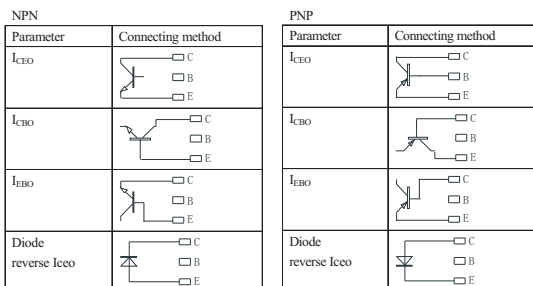 NPN
Parameter Connecting method
ICEO
C
B
E
ICBO
C
B
E
IEBO
C
B
E
Diode
reverse Iceo
C
B
E
PNP
Parameter Connecting method
ICEO
C
B
E
ICBO
C
B
E
IEBO
C
B
E
Diode
reverse Iceo
C
B
E